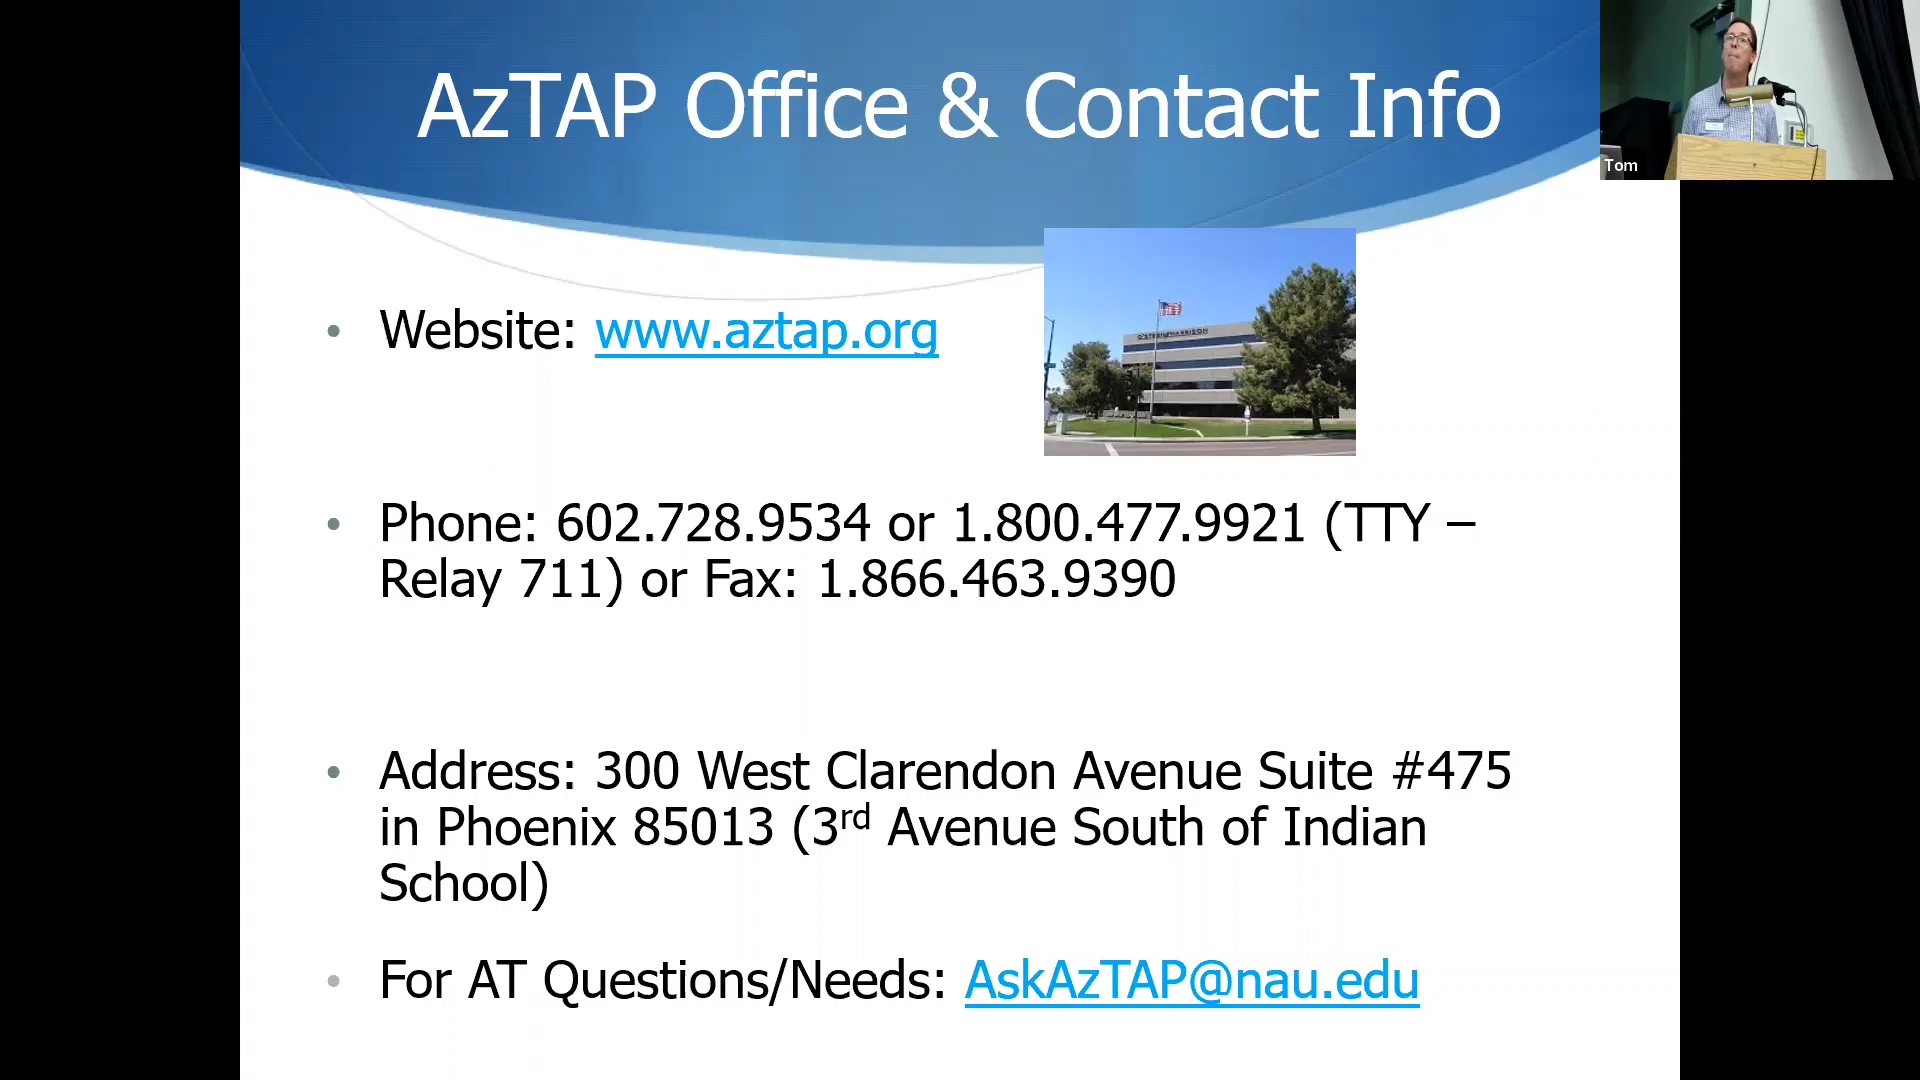 AzTAP Office & Contact Info
Tom
• Website: www.aztap.org
• Phone: 602.728.9534 or 1.800.477.9921 (TTY –
Relay 711) or Fax: 1.866.463.9390
• Address: 300 West Clarendon Avenue Suite #475
in Phoenix 85013 (3rd Avenue South of Indian
School)
• For AT Questions/Needs: AskAzTAP@nau.edu